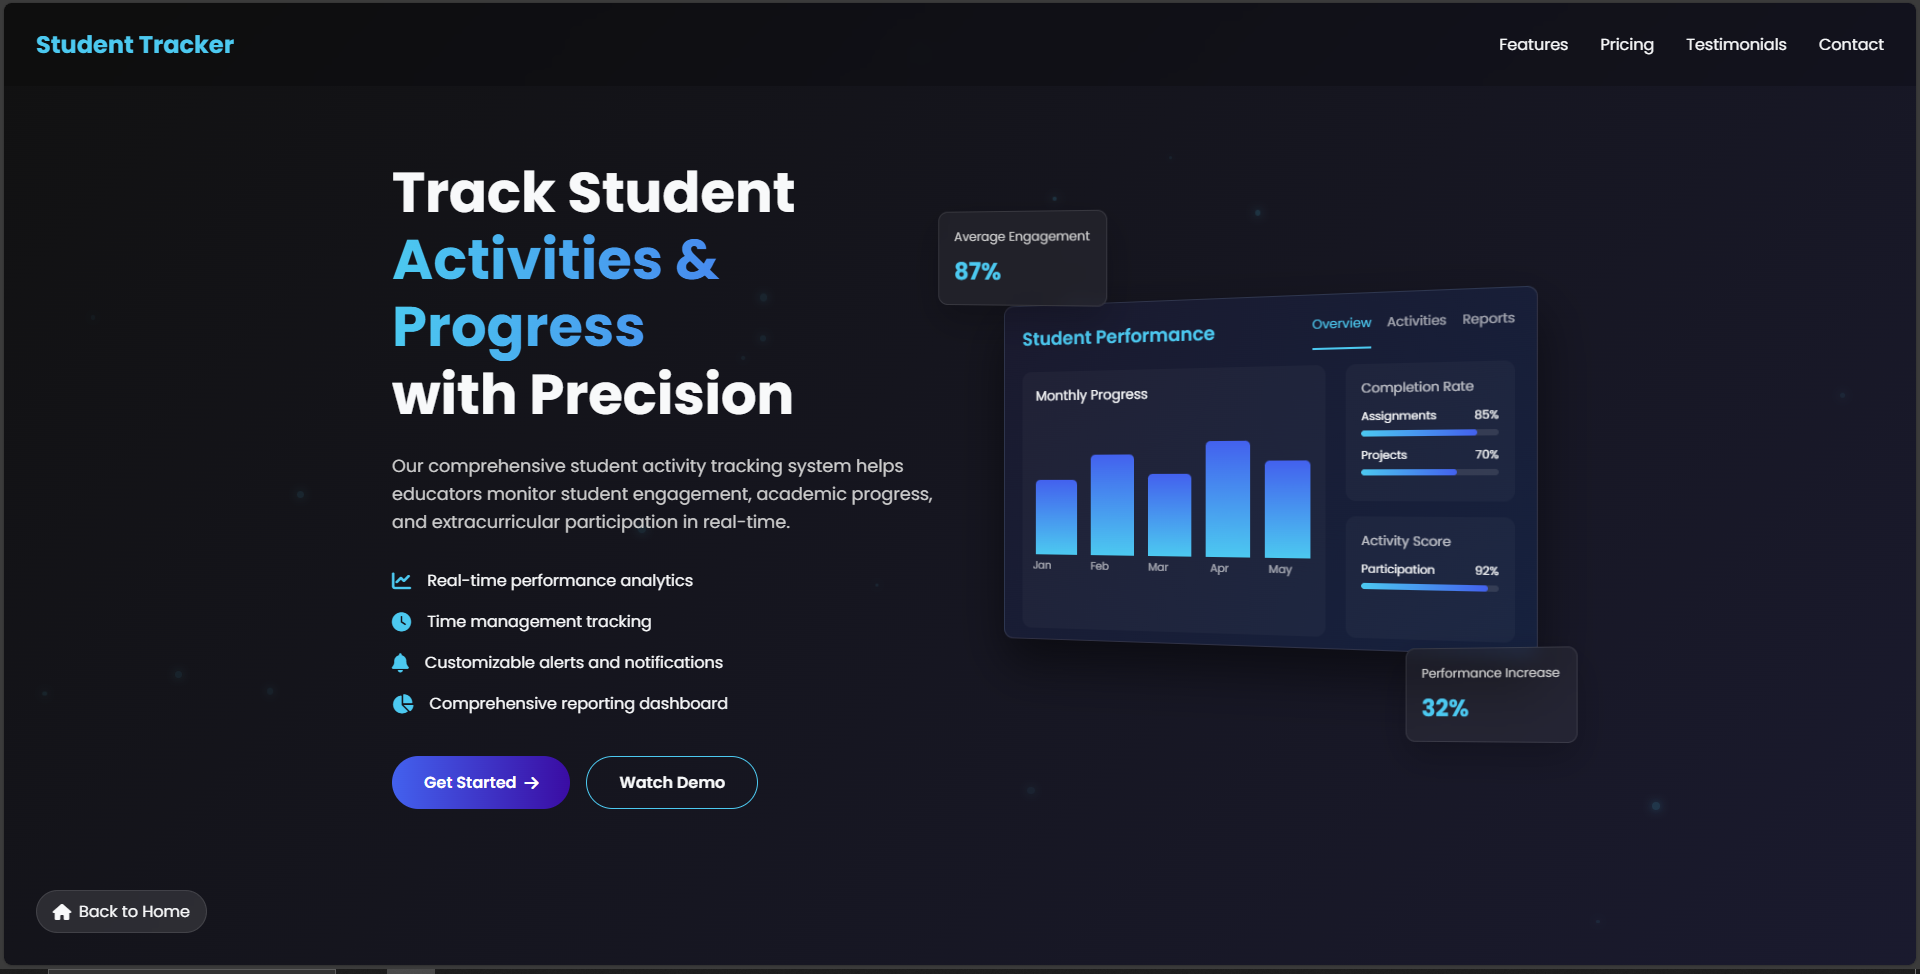 Student Tracker
Features
Pricing
Testimonials
Contact
Track Student
Activities &
Progress
with Precision
Our comprehensive student activity tracking system helps
educators monitor student engagement, academic progress,
and extracurricular participation in real-time.
Real-time performance analytics
Time management tracking
Customizable alerts and notifications
Comprehensive reporting dashboard
Get Started
Watch Demo
Average Engagement
87%
Student Performance
Overview
Activities
Reports
Monthly Progress
Jan
Feb
Mar
Apr
May
Completion Rate
Assignments 85%
Projects 70%
Activity Score
Participation 92%
Performance Increase
32%
Back to Home